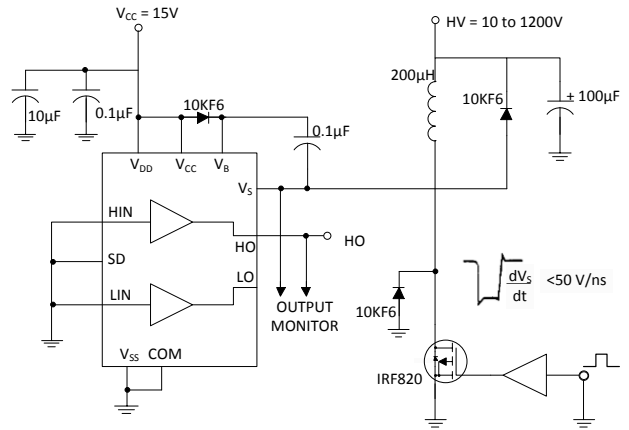 VCC = 15V
HV = 10 to 1200V
200µH
10KF6
10KF6
+ 100µF
10µF
0.1µF
0.1µF
VDD
VCC
VB
VS
HIN
HO
HO
SD
LO
LIN
OUTPUT
MONITOR
10KF6
dVS
dt
<50 V/ns
VSS
COM
IRF820